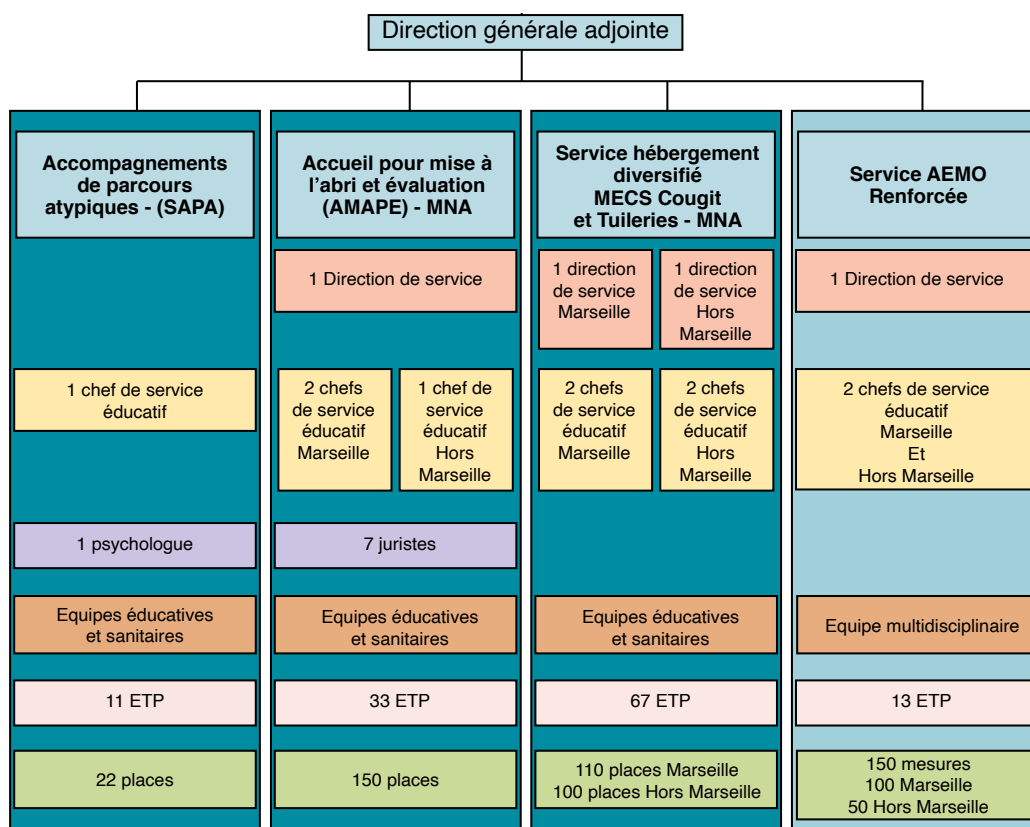 Direction générale adjointe
Accompagnements
de parcours
atypiques - (SAPA)
1 chef de service
éducatif
1 psychologue
Equipes éducatives
et sanitaires
11 ETP
22 places
Accueil pour mise à
l'abri et évaluation
(AMAPE) - MNA
1 Direction de service
2 chefs
de service
éducatif
Marseille
1 chef de
service
éducatif
Hors
Marseille
7 juristes
Equipes éducatives
et sanitaires
33 ETP
150 places
Service hébergement
diversifié
MECS Cougit
et Tuileries - MNA
1 direction
de service
Marseille
1 direction
de service
Hors
Marseille
2 chefs
de service
éducatif
Marseille
2 chefs de
service
éducatif
Hors
Marseille
Equipes éducatives
et sanitaires
67 ETP
110 places Marseille
100 places Hors Marseille
Service AEMO
Renforcée
1 Direction de service
2 chefs de service
éducatif
Marseille
Et
Hors Marseille
Equipe multidisciplinaire
13 ETP
150 mesures
100 Marseille
50 Hors Marseille